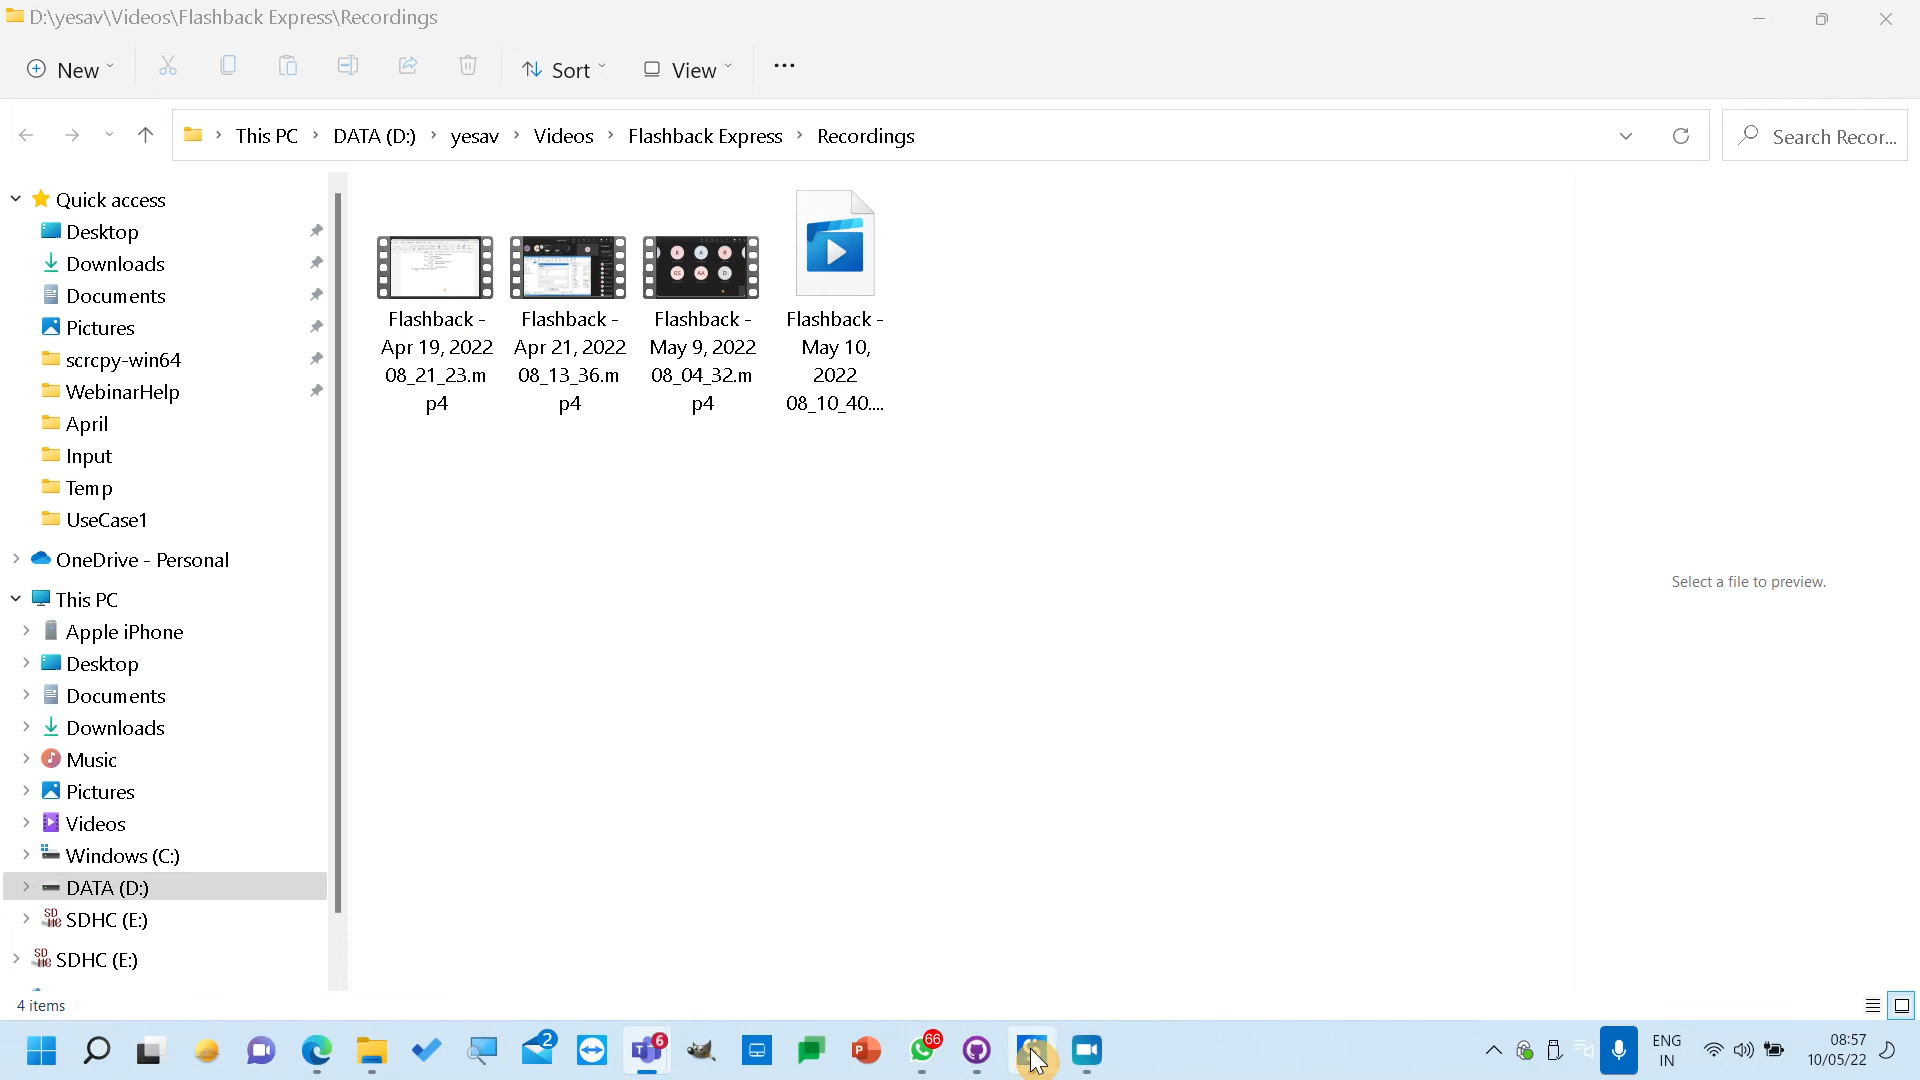 D:\yesav\Videos\Flashback Express\Recordings
New
Sort
View
This PC
DATA (D:)
yesav
Videos
Flashback Express
Recordings
Search Recor...
Quick access
Desktop
Downloads
Documents
Pictures
scrcpy-win64
WebinarHelp
April
Input
Temp
UseCase1
OneDrive - Personal
This PC
Apple iPhone
Desktop
Documents
Downloads
Music
Pictures
Videos
Windows (C:)
DATA (D:)
SDHC (E:)
SDHC (E:)
Flashback -
Apr 19, 2022
08_21_23.m
p4
Flashback -
Apr 21, 2022
08_13_36.m
p4
Flashback -
May 9, 2022
08_04_32.m
p4
Flashback -
May 10,
2022
08_10_40....
Select a file to preview.
4 items
2
6
66
ENG
IN
08:57
10/05/22